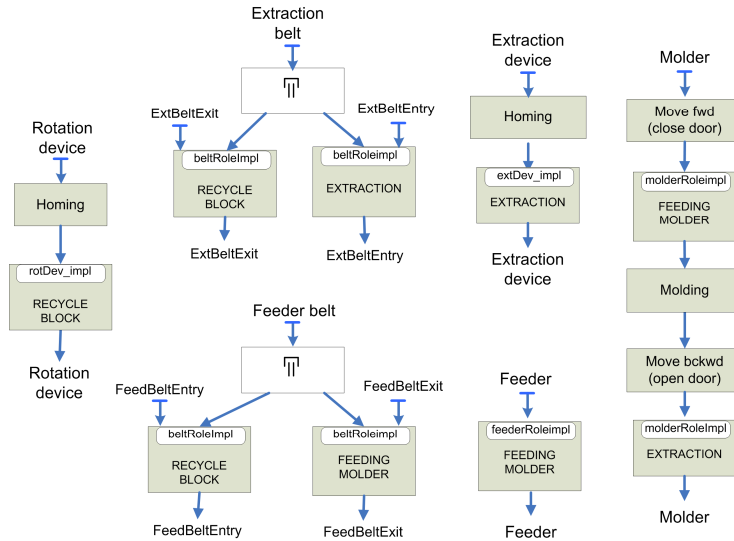 Rotation
device
Homing
rotDev_impl
RECYCLE
BLOCK
Rotation
device
Extraction
belt
ExtBeltExit
ExtBeltEntry
beltRoleImpl
RECYCLE
BLOCK
beltRoleimpl
EXTRACTION
ExtBeltExit
ExtBeltEntry
Feeder belt
FeedBeltEntry
FeedBeltExit
beltRoleImpl
RECYCLE
BLOCK
beltRoleimpl
FEEDING
MOLDER
FeedBeltEntry
FeedBeltExit
Extraction
device
Homing
extDev_impl
EXTRACTION
Extraction
device
Feeder
feederRoleimpl
FEEDING
MOLDER
Feeder
Molder
Move fwd
(close door)
molderRoleimpl
FEEDING
MOLDER
Molding
Move bckwd
(open door)
molderRoleimpl
EXTRACTION
Molder